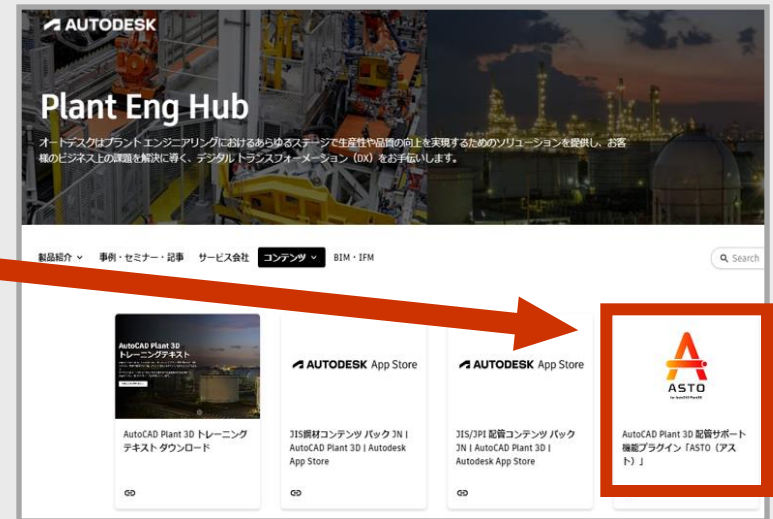 AUTODESK
Plant Eng Hub
オートデスクはプラント エンジニアリングにおけるあらゆるステージで生産性や品質の向上を実現するためのソリューションを提供し、お客
様のビジネス上の課題を解決に導く、デジタル トランスフォーメーション（DX）をお手伝いします。
製品紹介 事例・セミナー・記事 サービス会社 コンテンツ BIM・IFM
Search
AutoCAD Plant 3D
トレーニングテキスト
AutoCAD Plant 3D トレーニング
テキスト ダウンロード
AUTODESK App Store
JIS鋼材コンテンツ パック JN |
AutoCAD Plant 3D | Autodesk
App Store
AUTODESK App Store
JIS/JPI 配管コンテンツ パック
JN | AutoCAD Plant 3D |
Autodesk App Store
ASTO
for AutoCAD Plant3D
AutoCAD Plant 3D 配管サポート
機能プラグイン「ASTO（アス
ト）」